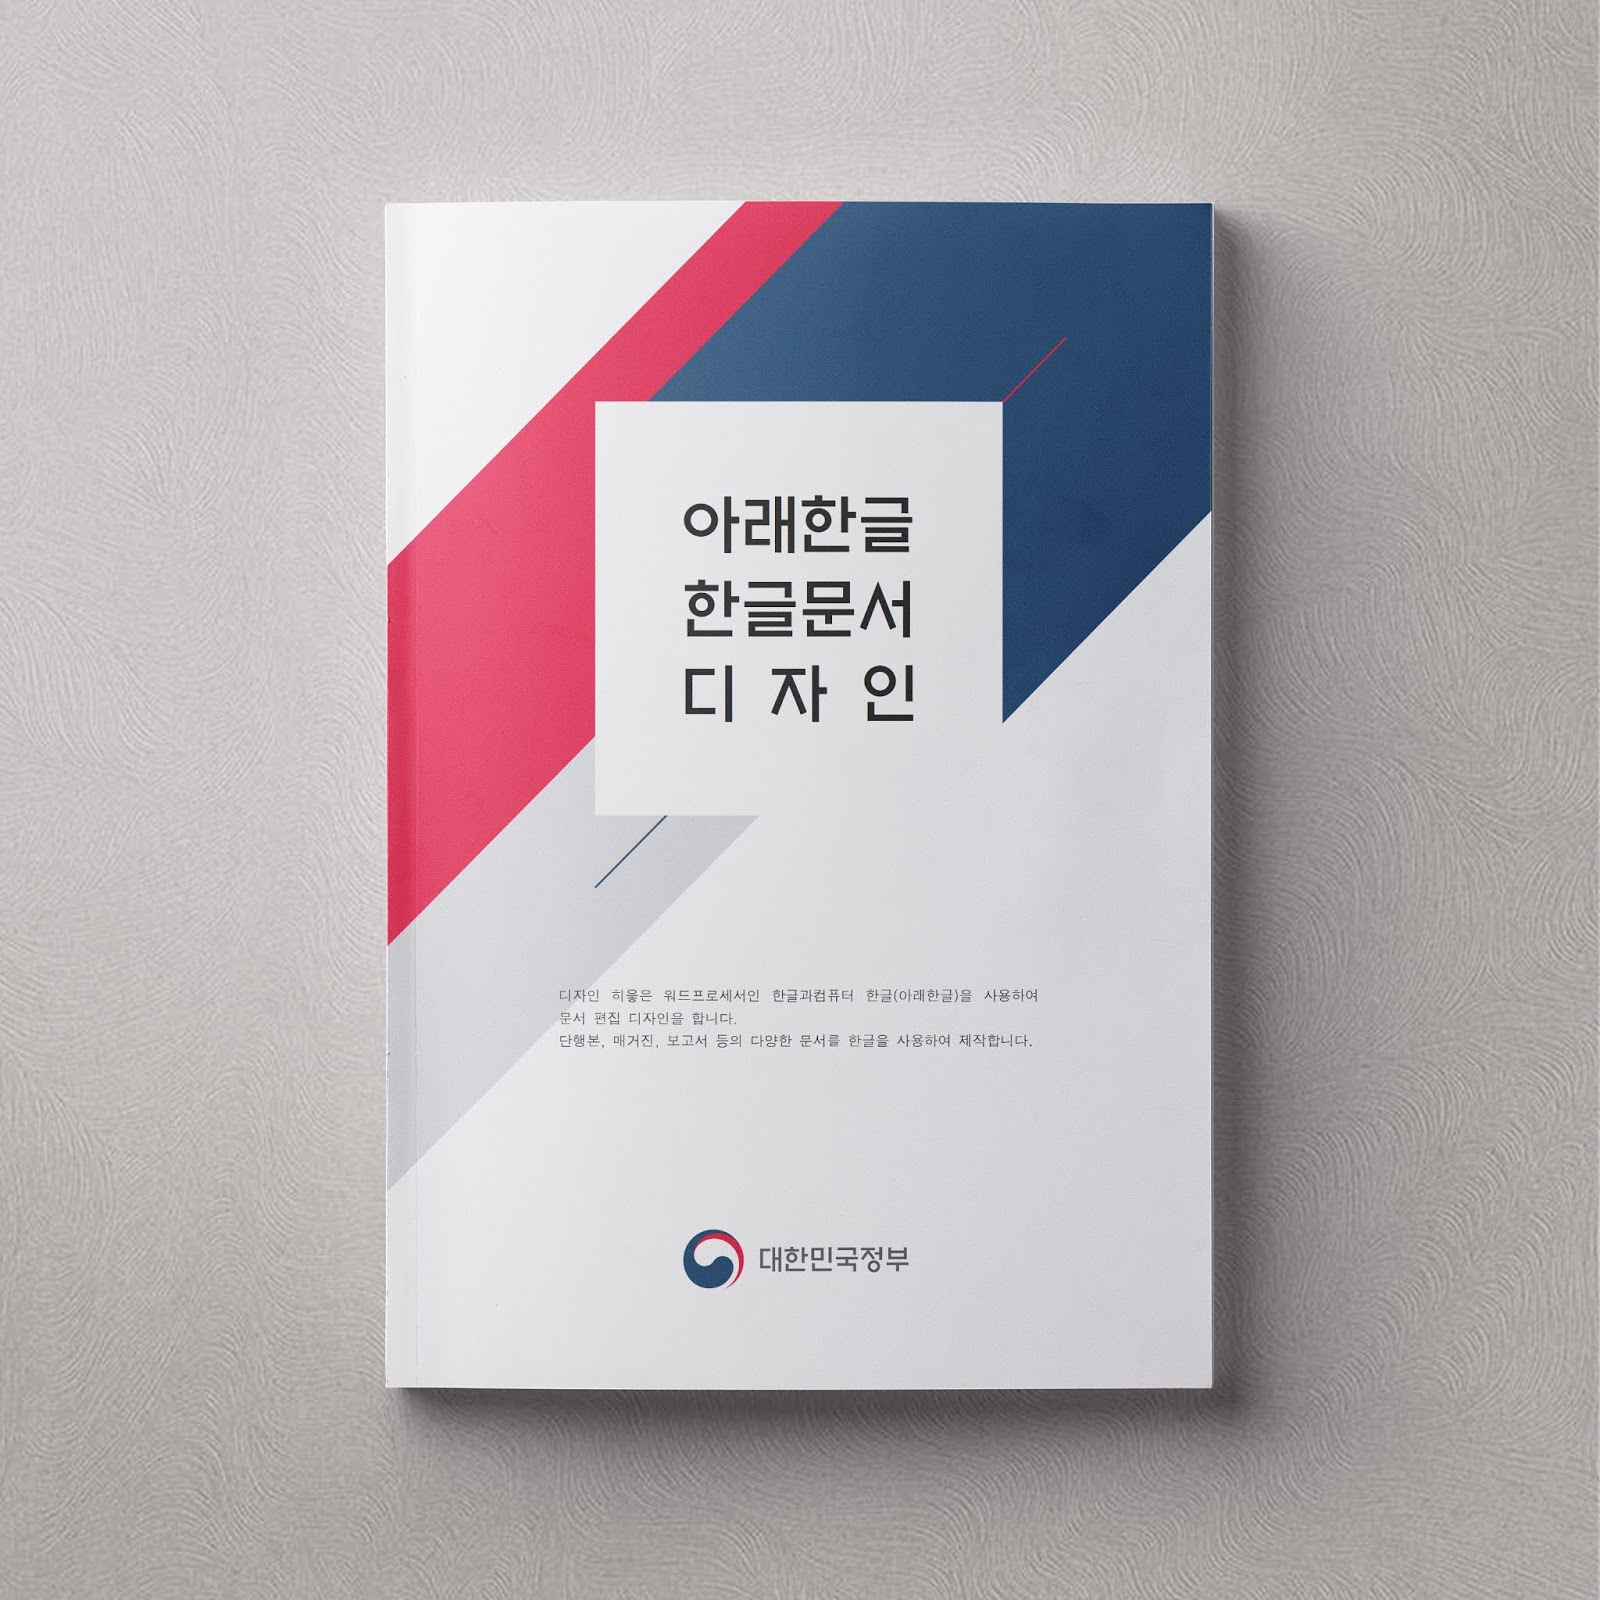 아래한글
한글문서
디자인
디자인 히읗은 워드프로세서인 한글과컴퓨터 한글(아래한글)을 사용하여
문서 편집 디자인을 합니다.
단행본, 매거진, 보고서 등의 다양한 문서를 한글을 사용하여 제작합니다.
대한민국정부